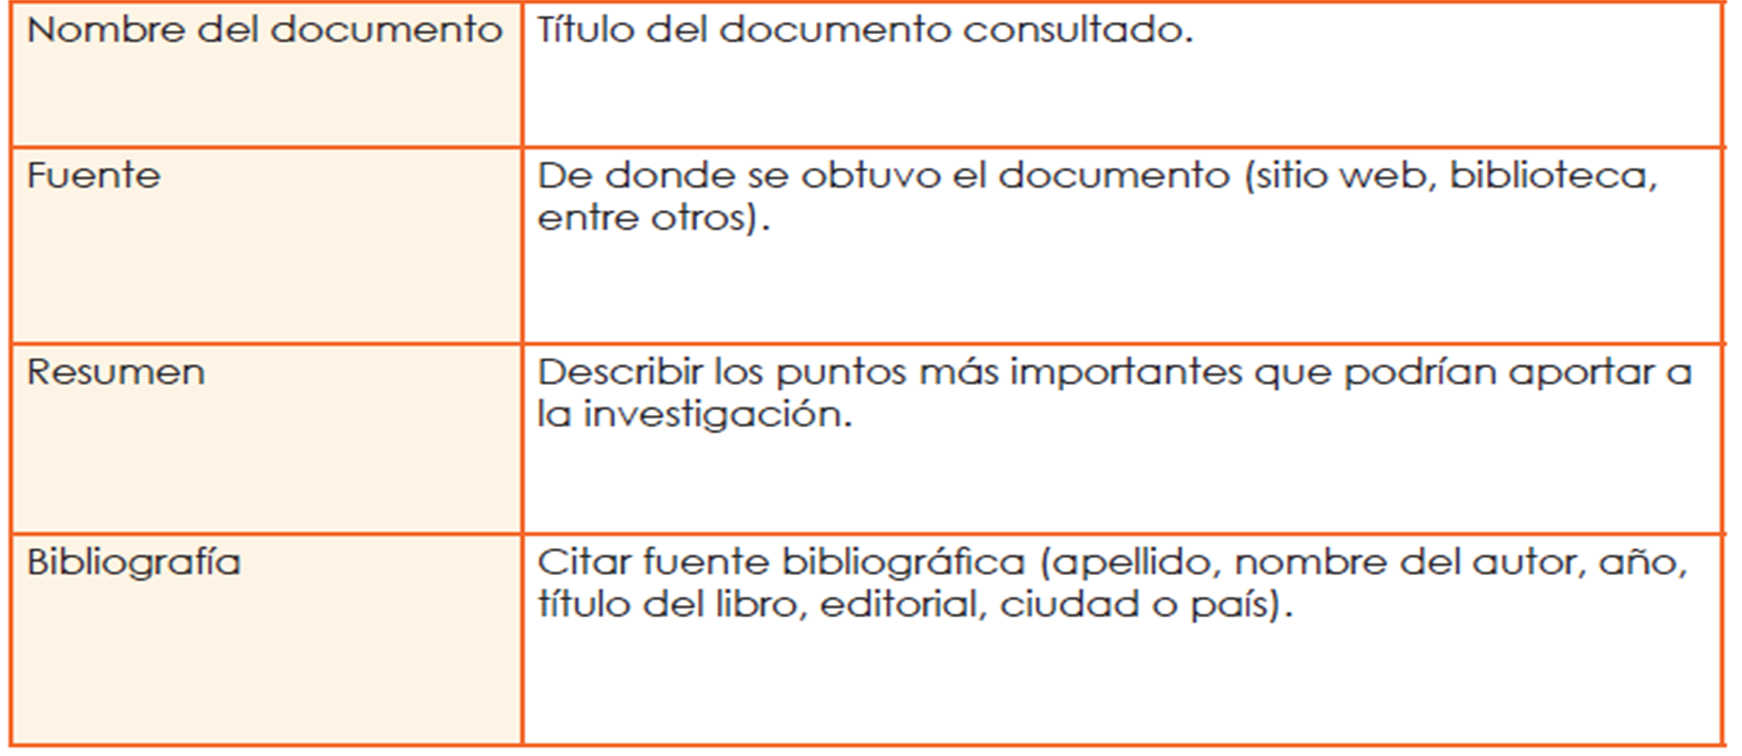 Nombre del documento
Título del documento consultado.
Fuente
De donde se obtuvo el documento (sitio web, biblioteca,
entre otros).
Resumen
Describir los puntos más importantes que podrían aportar a
la investigación.
Bibliografía
Citar fuente bibliográfica (apellido, nombre del autor, año,
título del libro, editorial, ciudad o país).